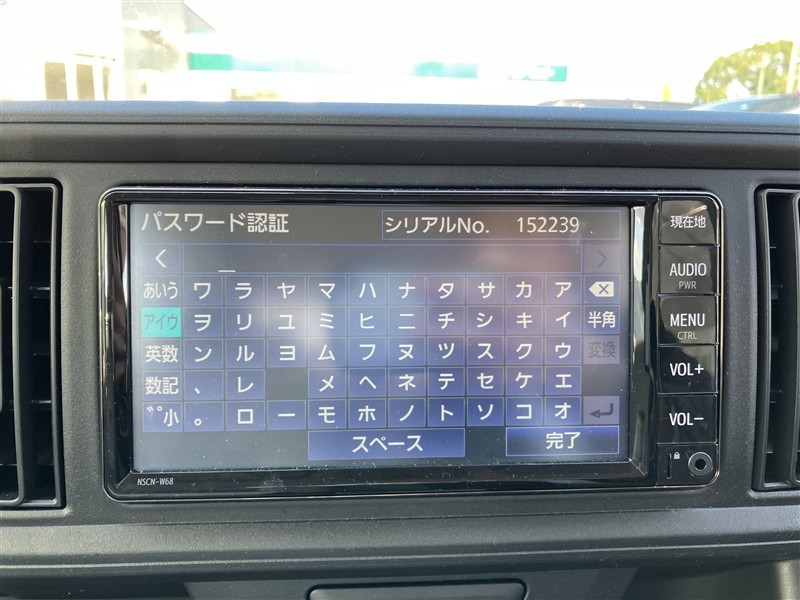 パスワード認証 シリアルNo. 152239 現在地
AUDIO
PWR
あいう ワ ラ ヤ マ ハ ナ タ サ カ ア
アイウ ヲ リ ユ ミ ヒ ニ チ シ キ イ 半角 MENU
CTRL
英数 ン ル ヨ ム フ ヌ ツ ス ク ウ 変換
数記 、 レ メ ヘ ネ テ セ ケ エ VOL+
゛゜小 。 ロ ー モ ホ ノ ト ソ コ オ VOL-
スペース 完了
NSCN-W68